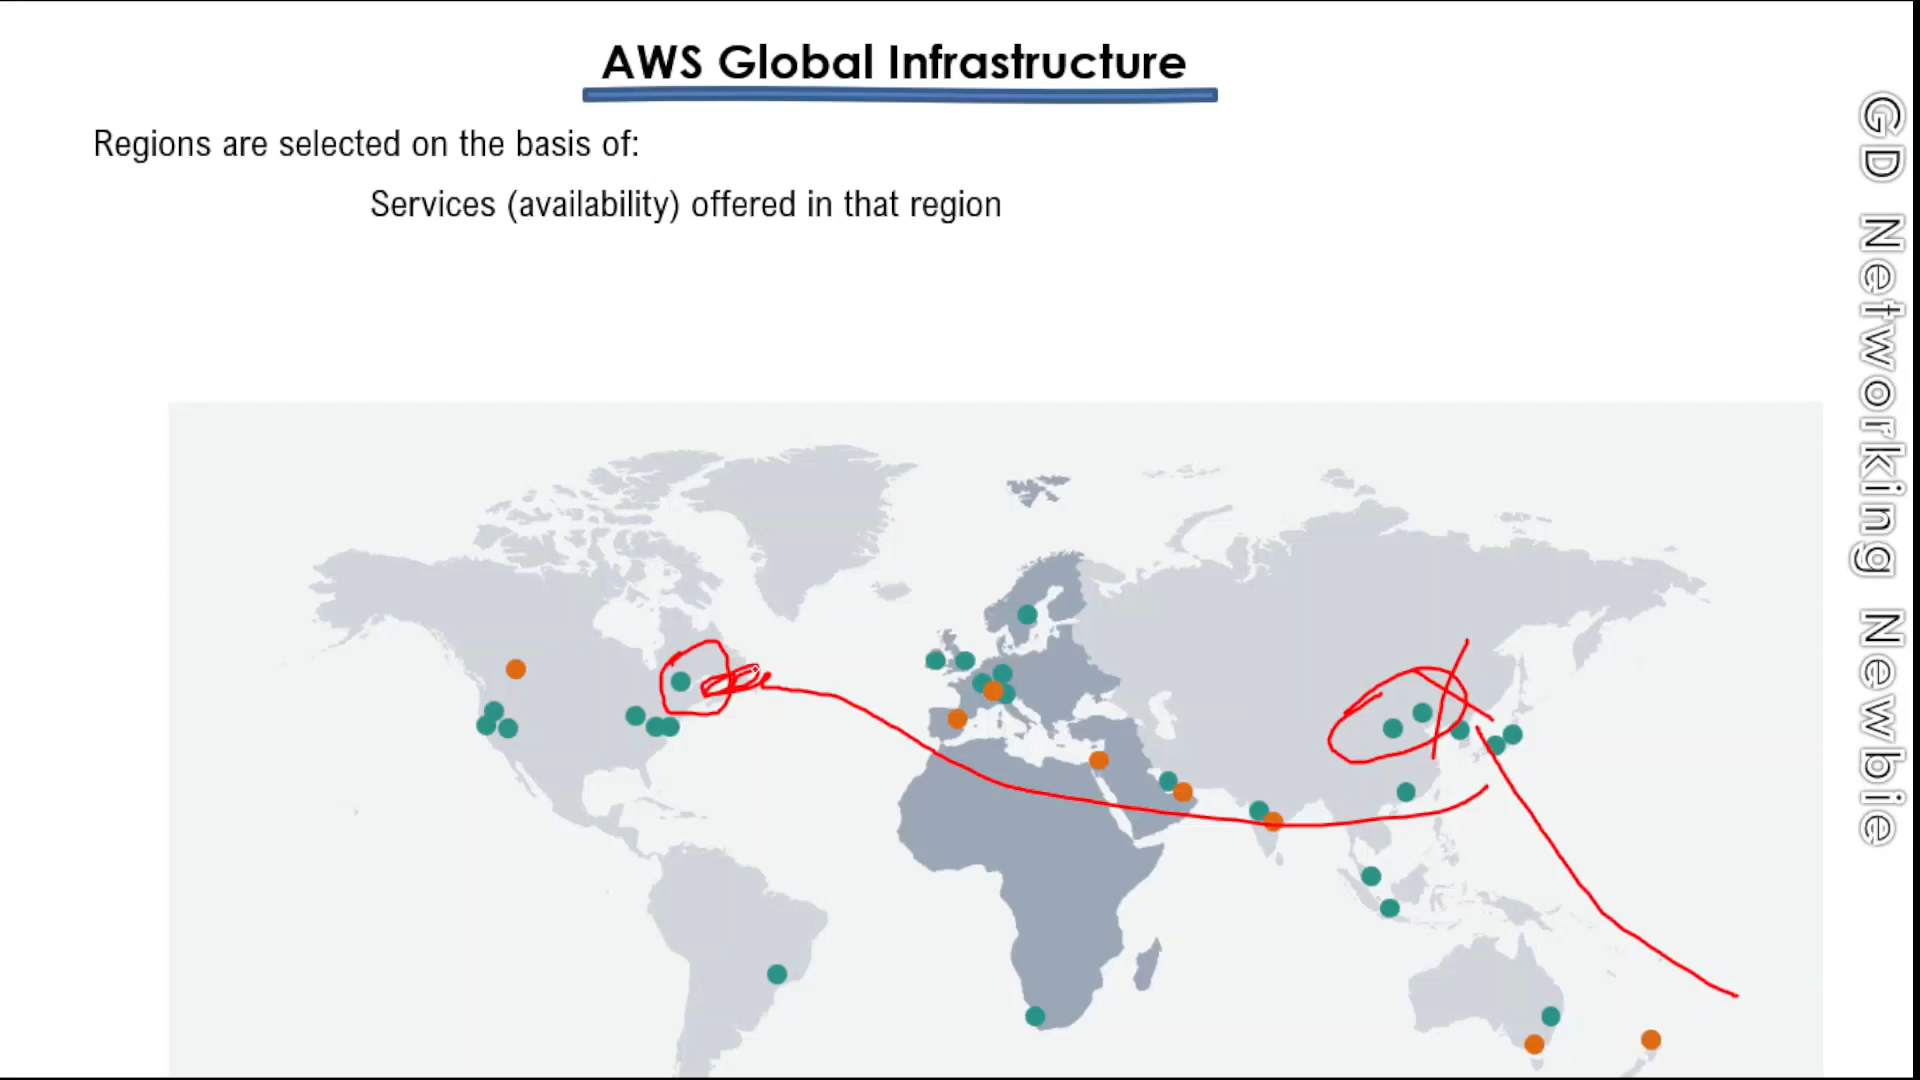 AWS Global Infrastructure
Regions are selected on the basis of:
Services (availability) offered in that region
GD Networking Newbie